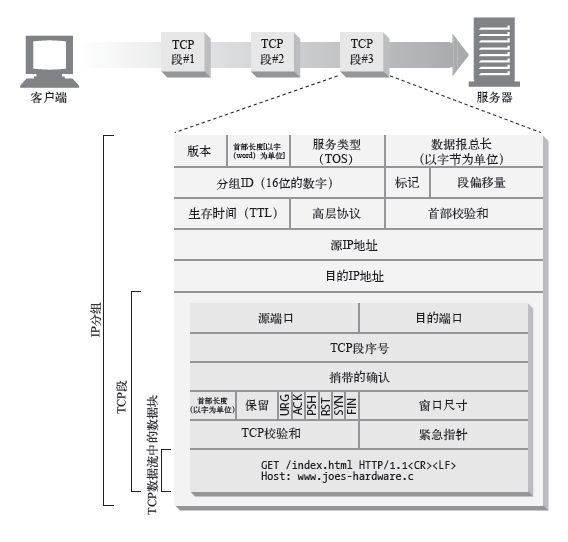 TCP
段#1
TCP
段#2
TCP
段#3
客户端
服务器
版本
首部长度[以字
(word)为单位]
服务类型
(TOS)
数据报总长
(以字节为单位)
分组ID(16位的数字)
标记
段偏移量
生存时间(TTL)
高层协议
首部校验和
源IP地址
目的IP地址
IP分组
TCP段
TCP数据流中的数据块
源端口
目的端口
TCP段序号
捎带的确认
首部长度
(以字为单位)
保留
URG
ACK
PSH
RST
SYN
FIN
窗口尺寸
TCP校验和
紧急指针
GET /index.html HTTP/1.1<CR><LF>
Host: www.joes-hardware.c